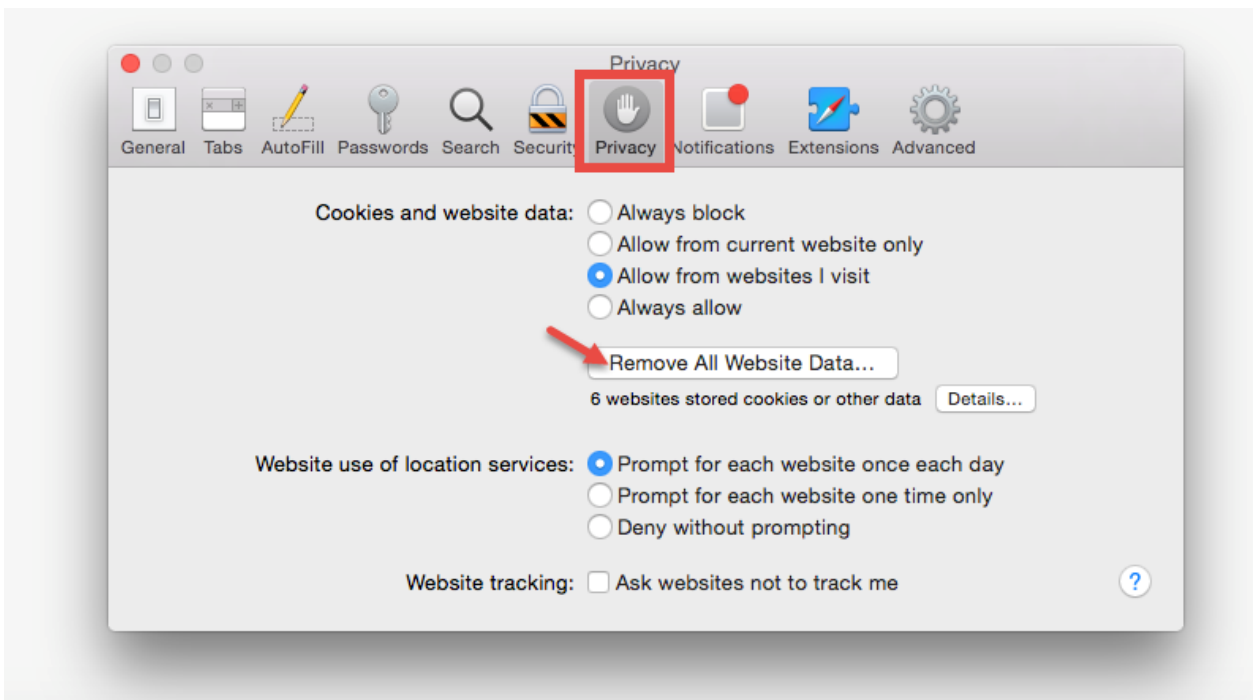 Privacy
General Tabs AutoFill Passwords Search Security Privacy Notifications Extensions Advanced
Cookies and website data: Always block
Allow from current website only
Allow from websites I visit
Always allow
Remove All Website Data...
6 websites stored cookies or other data Details...
Website use of location services: Prompt for each website once each day
Prompt for each website one time only
Deny without prompting
Website tracking: Ask websites not to track me ?